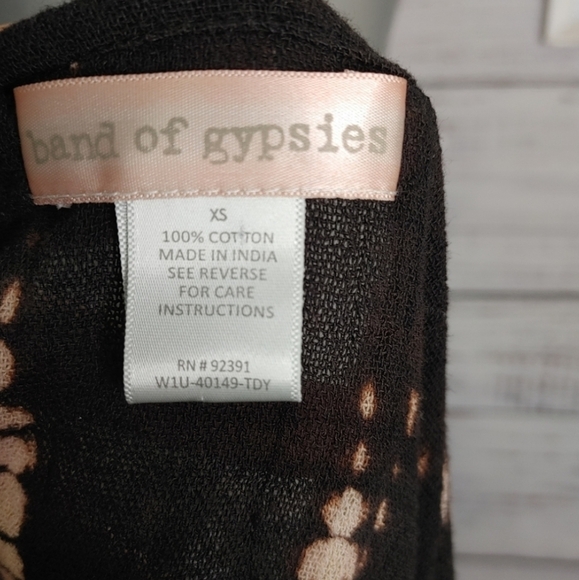 band of gypsies
XS
100% COTTON
MADE IN INDIA
SEE REVERSE
FOR CARE
INSTRUCTIONS
RN # 92391
W1U-40149-TDY